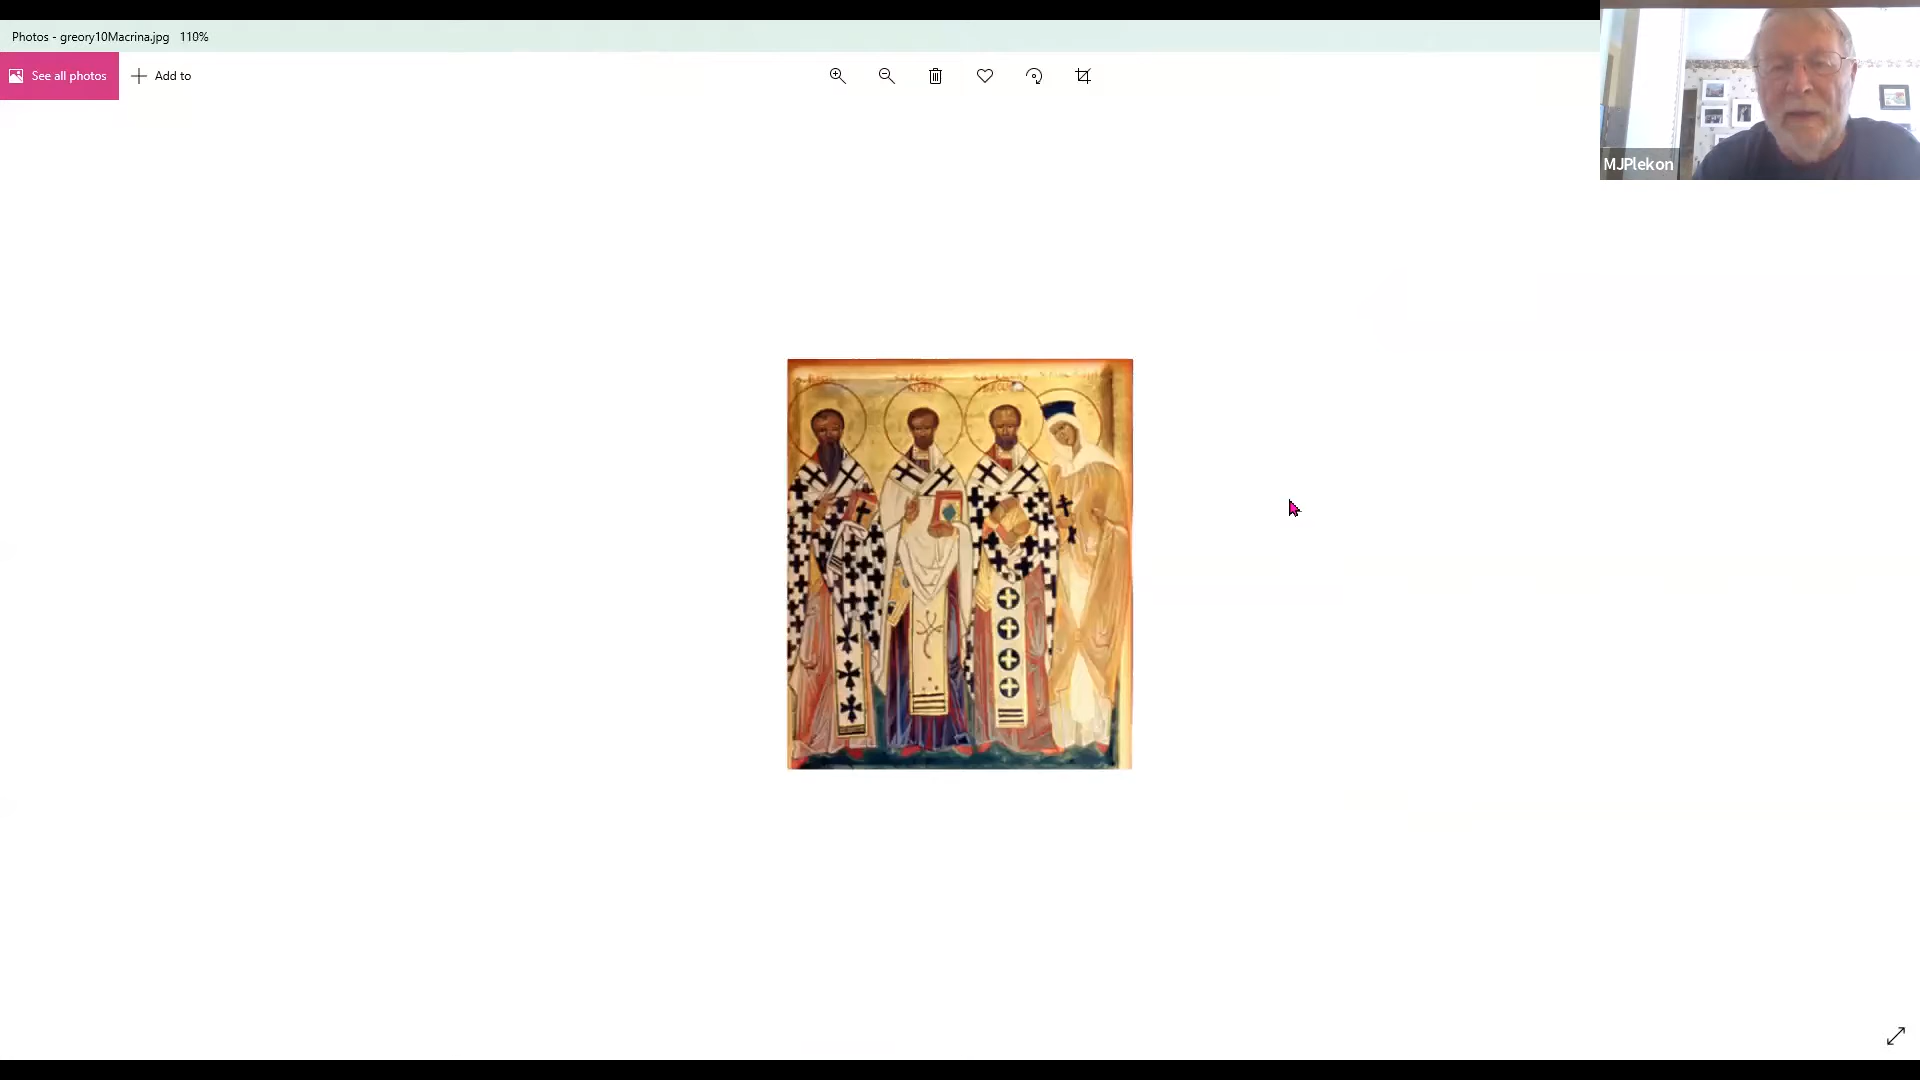 Photos - greory10Macrina.jpg 110%
See all photos
Add to
MJPlekon